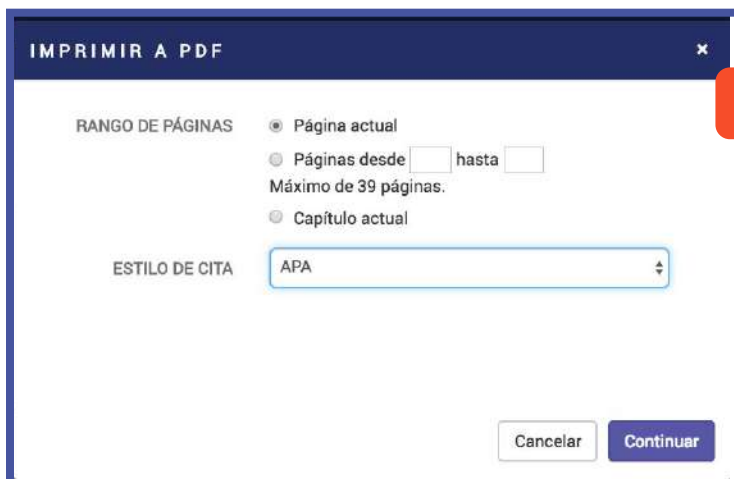 IMPRIMIR A PDF ×
RANGO DE PÁGINAS Página actual
Páginas desde hasta
Máximo de 39 páginas.
Capítulo actual
ESTILO DE CITA APA
Cancelar Continuar